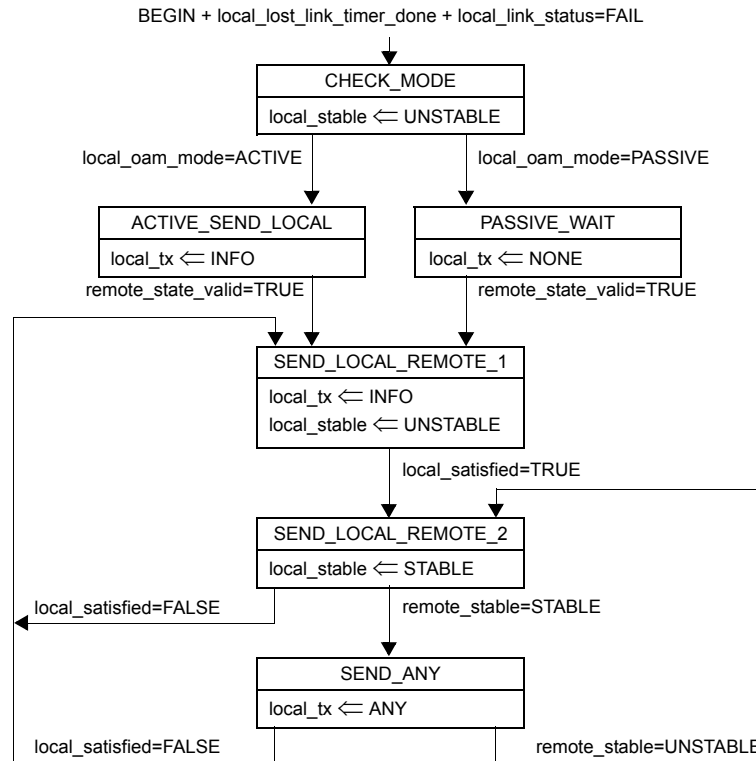 BEGIN + local_lost_link_timer_done + local_link_status=FAIL
CHECK_MODE
local_stable ⇐ UNSTABLE
local_oam_mode=ACTIVE
local_oam_mode=PASSIVE
ACTIVE_SEND_LOCAL
local_tx ⇐ INFO
PASSIVE_WAIT
local_tx ⇐ NONE
remote_state_valid=TRUE
remote_state_valid=TRUE
SEND_LOCAL_REMOTE_1
local_tx ⇐ INFO
local_stable ⇐ UNSTABLE
local_satisfied=TRUE
SEND_LOCAL_REMOTE_2
local_stable ⇐ STABLE
local_satisfied=FALSE
remote_stable=STABLE
SEND_ANY
local_tx ⇐ ANY
local_satisfied=FALSE
remote_stable=UNSTABLE